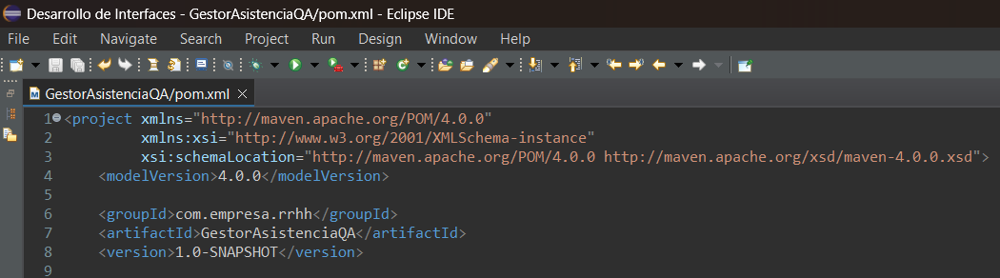 Desarrollo de Interfaces - GestorAsistenciaQA/pom.xml - Eclipse IDE
File Edit Navigate Search Project Run Design Window Help
GestorAsistenciaQA/pom.xml
1 <project xmlns="http://maven.apache.org/POM/4.0.0"
2          xmlns:xsi="http://www.w3.org/2001/XMLSchema-instance"
3          xsi:schemaLocation="http://maven.apache.org/POM/4.0.0 http://maven.apache.org/xsd/maven-4.0.0.xsd">
4     <modelVersion>4.0.0</modelVersion>
5
6     <groupId>com.empresa.rrhh</groupId>
7     <artifactId>GestorAsistenciaQA</artifactId>
8     <version>1.0-SNAPSHOT</version>
9